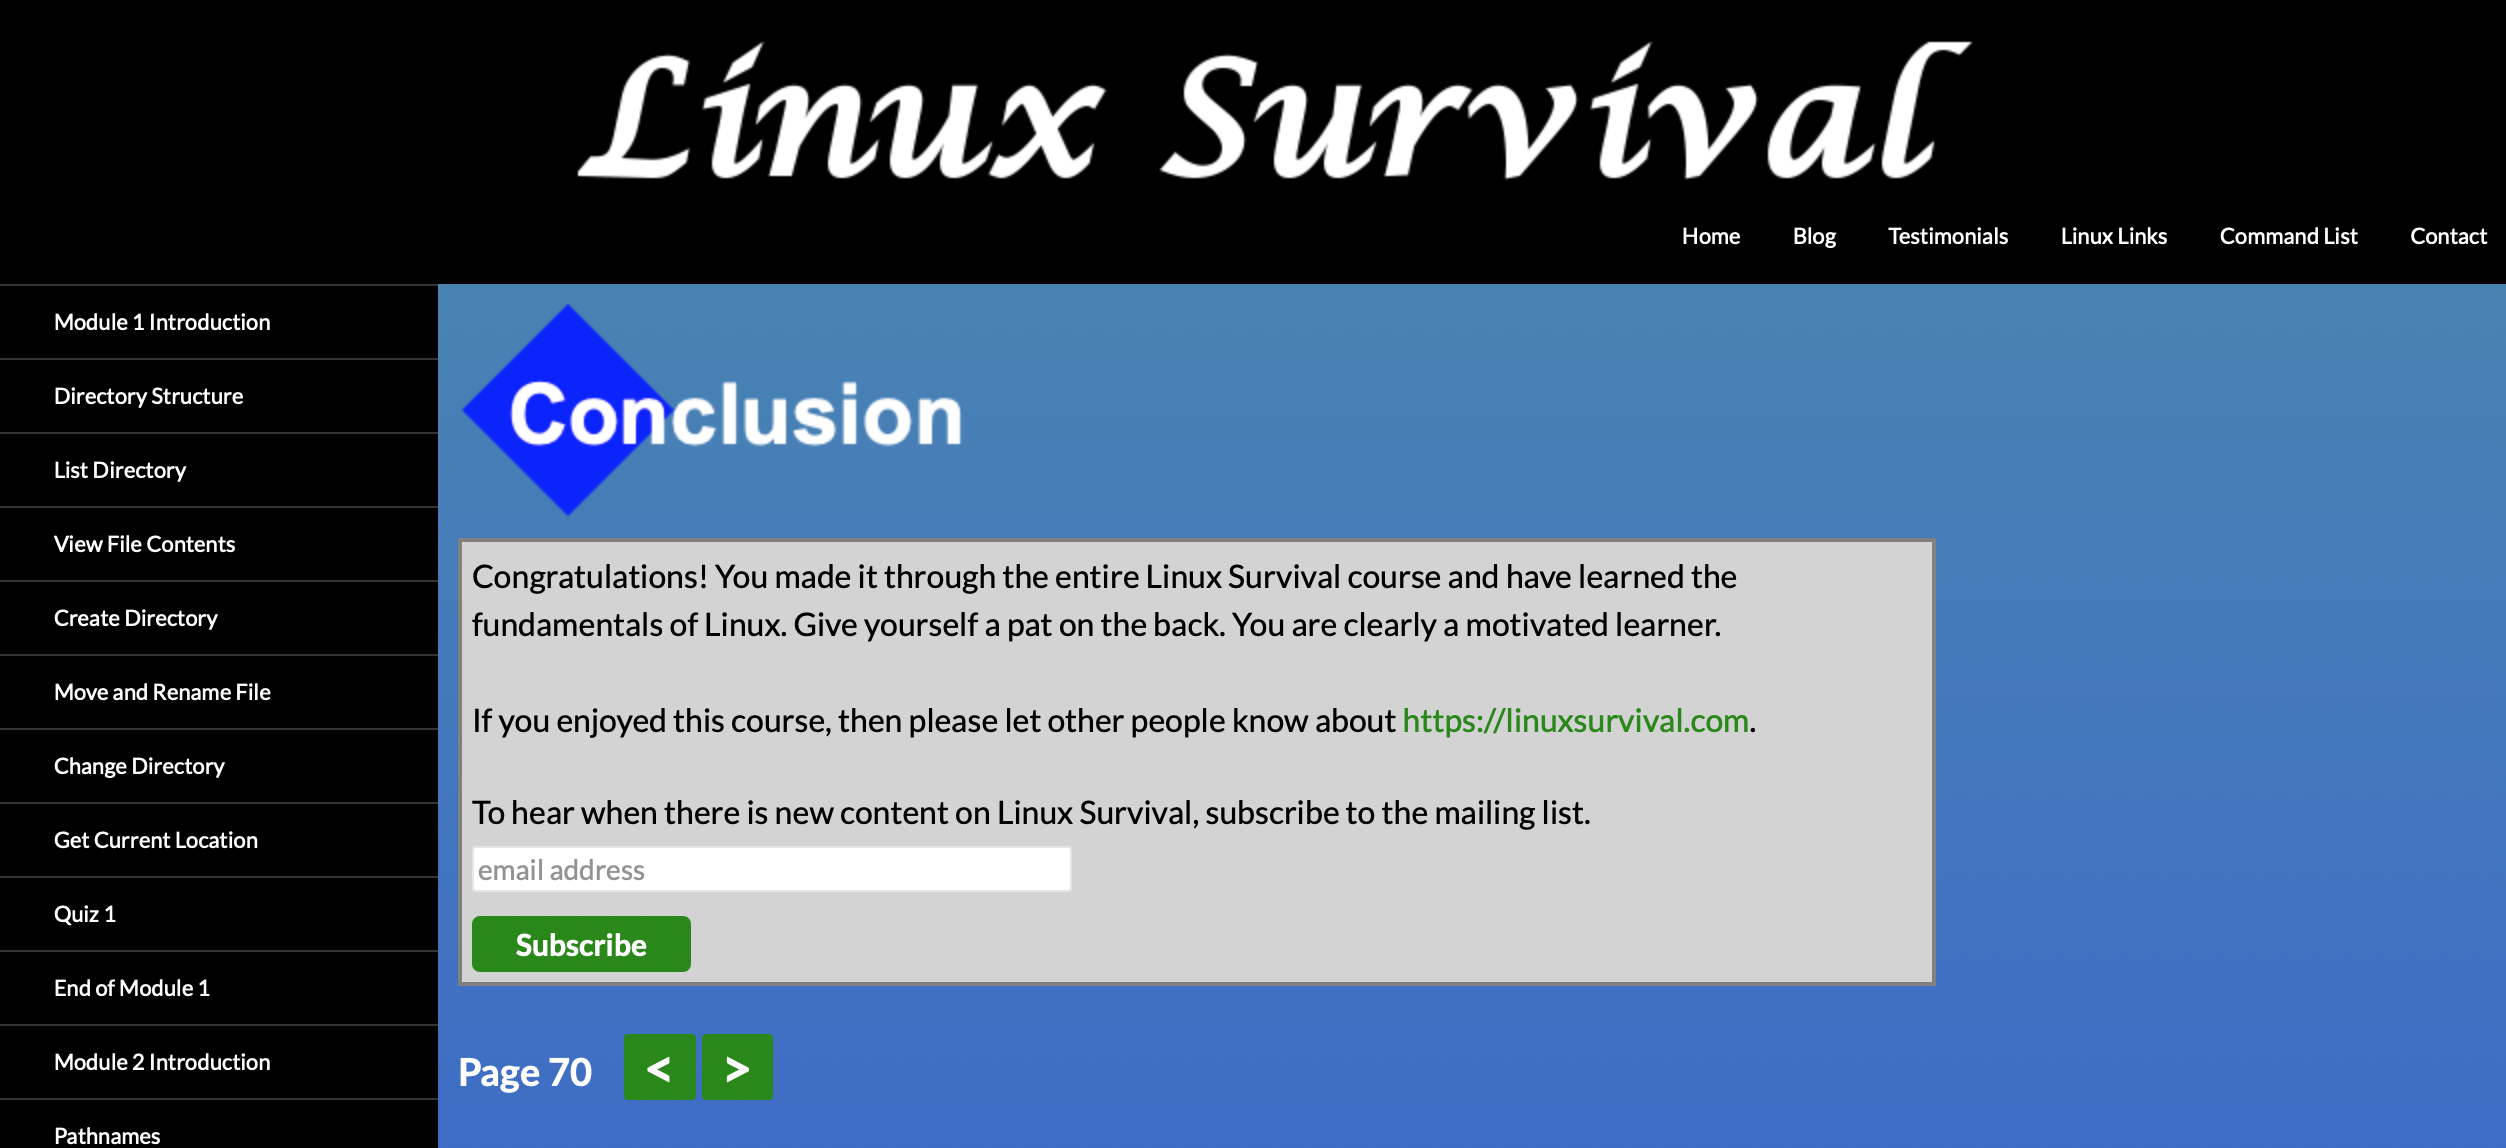 Linux Survival
Home
Blog
Testimonials
Linux Links
Command List
Contact
Module 1 Introduction
Directory Structure
List Directory
View File Contents
Create Directory
Move and Rename File
Change Directory
Get Current Location
Quiz 1
End of Module 1
Module 2 Introduction
Pathnames
Conclusion
Congratulations! You made it through the entire Linux Survival course and have learned the
fundamentals of Linux. Give yourself a pat on the back. You are clearly a motivated learner.
If you enjoyed this course, then please let other people know about https://linuxsurvival.com.
To hear when there is new content on Linux Survival, subscribe to the mailing list.
email address
Subscribe
Page 70 < >